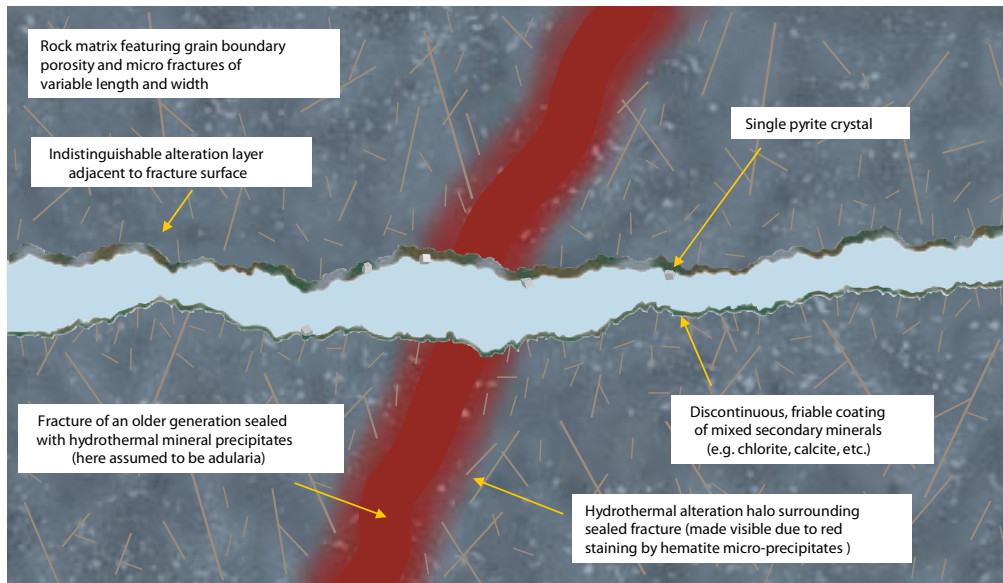 Rock matrix featuring grain boundary
porosity and micro fractures of
variable length and width
Single pyrite crystal
Indistinguishable alteration layer
adjacent to fracture surface
Fracture of an older generation sealed
with hydrothermal mineral precipitates
(here assumed to be adularia)
Discontinuous, friable coating
of mixed secondary minerals
(e.g. chlorite, calcite, etc.)
Hydrothermal alteration halo surrounding
sealed fracture (made visible due to red
staining by hematite micro-precipitates )